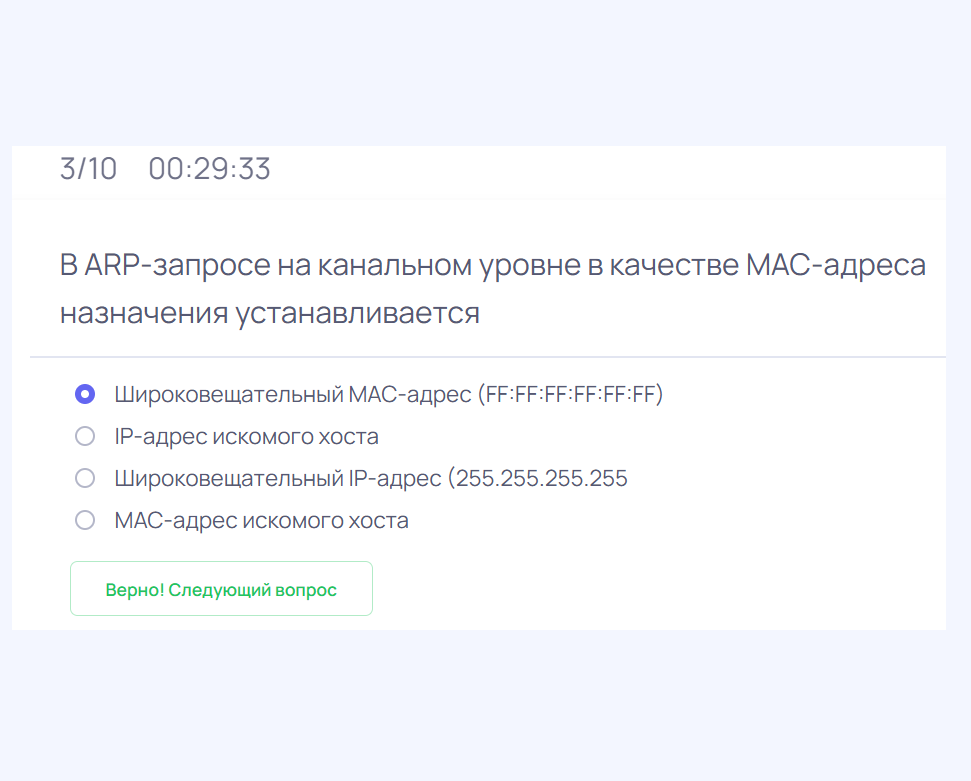 3/10 00:29:33
В ARP-запросе на канальном уровне в качестве MAC-адреса
назначения устанавливается
Широковещательный MAC-адрес (FF:FF:FF:FF:FF:FF)
IP-адрес искомого хоста
Широковещательный IP-адрес (255.255.255.255
MAC-адрес искомого хоста
Верно! Следующий вопрос